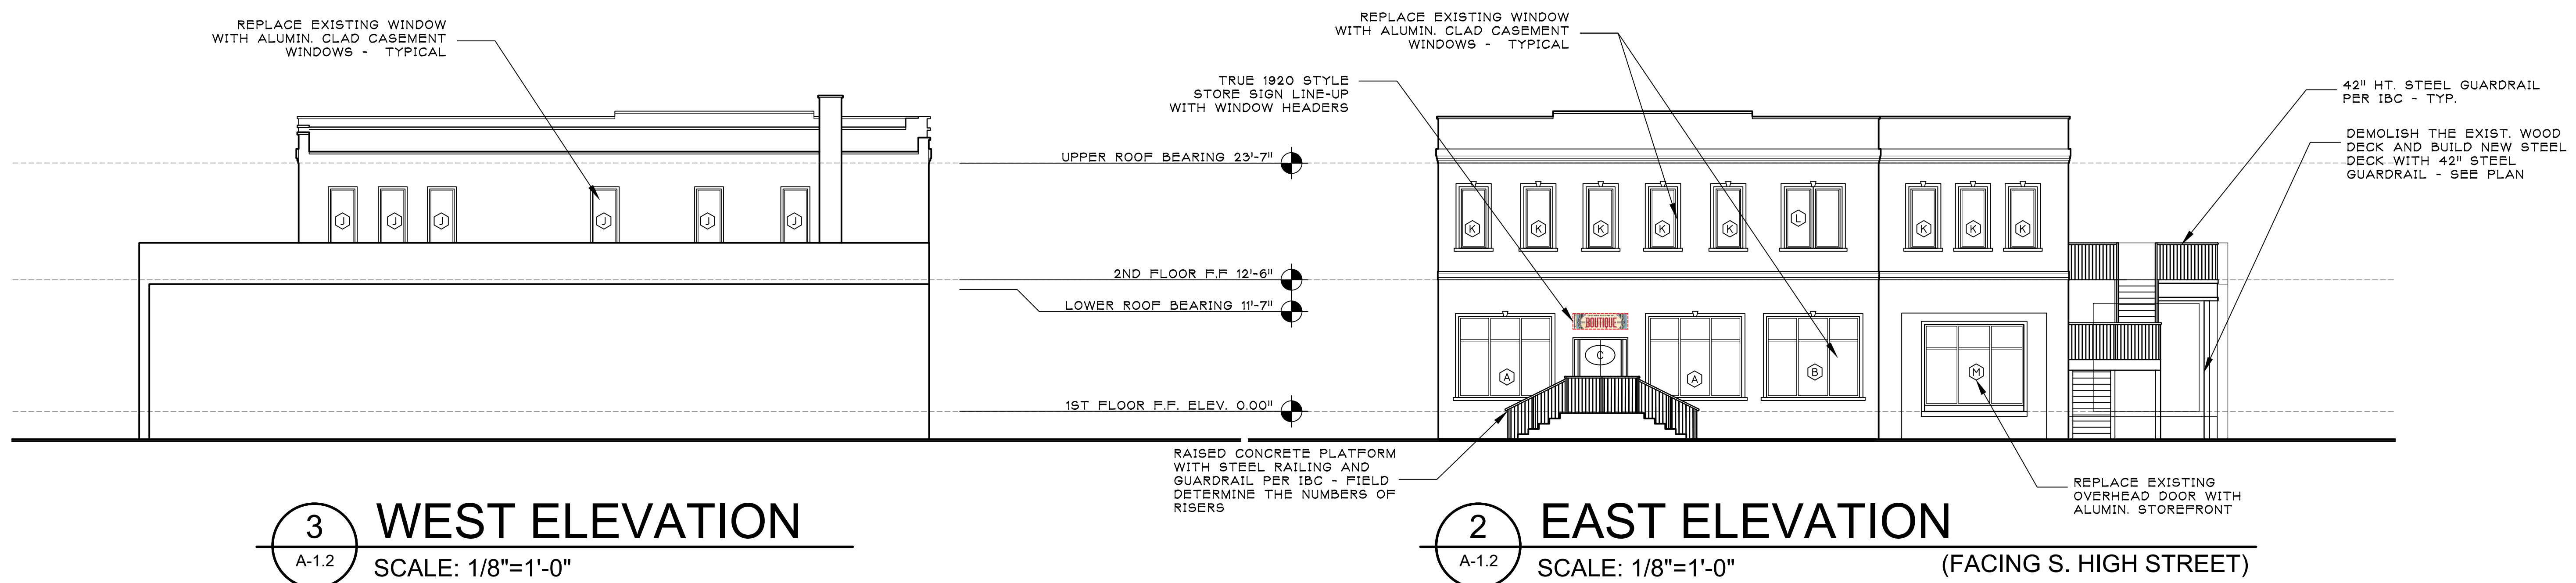 REPLACE EXISTING WINDOW
WITH ALUMIN. CLAD CASEMENT
WINDOWS - TYPICAL
J
J
J
J
J
J
UPPER ROOF BEARING 23'-7"
2ND FLOOR F.F 12'-6"
LOWER ROOF BEARING 11'-7"
1ST FLOOR F.F. ELEV. 0.00"
3
A-1.2
WEST ELEVATION
SCALE: 1/8"=1'-0"
REPLACE EXISTING WINDOW
WITH ALUMIN. CLAD CASEMENT
WINDOWS - TYPICAL
TRUE 1920 STYLE
STORE SIGN LINE-UP
WITH WINDOW HEADERS
42" HT. STEEL GUARDRAIL
PER IBC - TYP.
DEMOLISH THE EXIST. WOOD
DECK AND BUILD NEW STEEL
DECK WITH 42" STEEL
GUARDRAIL - SEE PLAN
K
K
K
K
K
L
K
K
K
BOUTIQUE
C
A
A
B
M
RAISED CONCRETE PLATFORM
WITH STEEL RAILING AND
GUARDRAIL PER IBC - FIELD
DETERMINE THE NUMBERS OF
RISERS
REPLACE EXISTING
OVERHEAD DOOR WITH
ALUMIN. STOREFRONT
2
A-1.2
EAST ELEVATION
SCALE: 1/8"=1'-0"
(FACING S. HIGH STREET)